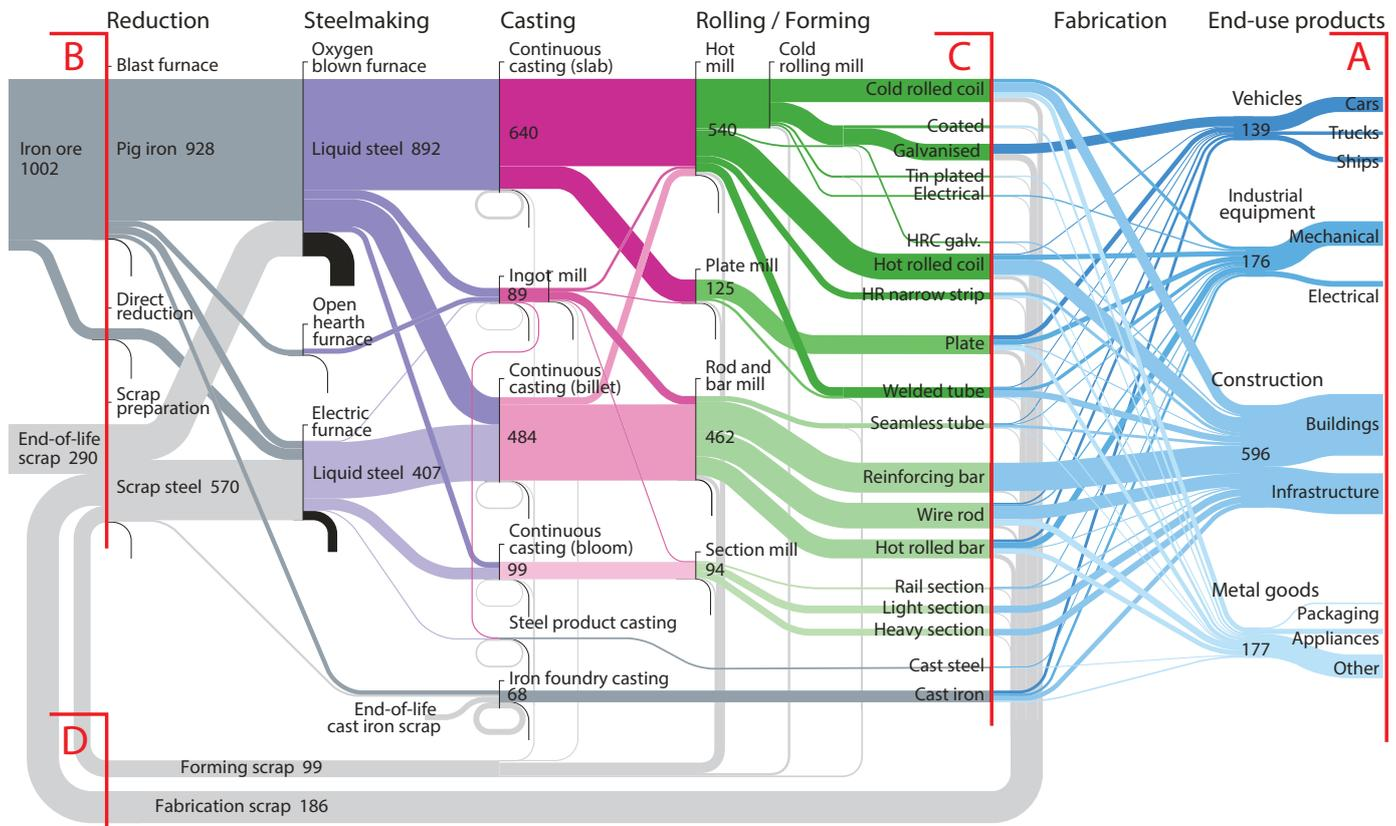 Reduction
Steelmaking
Casting
Rolling / Forming
Fabrication
End-use products
B
Blast furnace
Oxygen
blown furnace
Continuous
casting (slab)
Hot
mill
Cold
rolling mill
C
A
Iron ore
1002
Pig iron 928
Liquid steel 892
640
540
Cold rolled coil
Coated
Galvanised
Tin plated
Electrical
HRC galv.
Hot rolled coil
HR narrow strip
Plate
Welded tube
Seamless tube
Reinforcing bar
Wire rod
Hot rolled bar
Rail section
Light section
Heavy section
Cast steel
Cast iron
Vehicles
139
Cars
Trucks
Ships
Industrial
equipment
176
Mechanical
Electrical
Construction
596
Buildings
Infrastructure
Metal goods
177
Packaging
Appliances
Other
Direct
reduction
Open
hearth
furnace
Ingot mill
89
Plate mill
125
Scrap
preparation
Electric
furnace
Continuous
casting (billet)
484
Rod and
bar mill
462
End-of-life
scrap 290
Scrap steel 570
Liquid steel 407
Continuous
casting (bloom)
99
Section mill
94
Steel product casting
Iron foundry casting
68
End-of-life
cast iron scrap
D
Forming scrap 99
Fabrication scrap 186